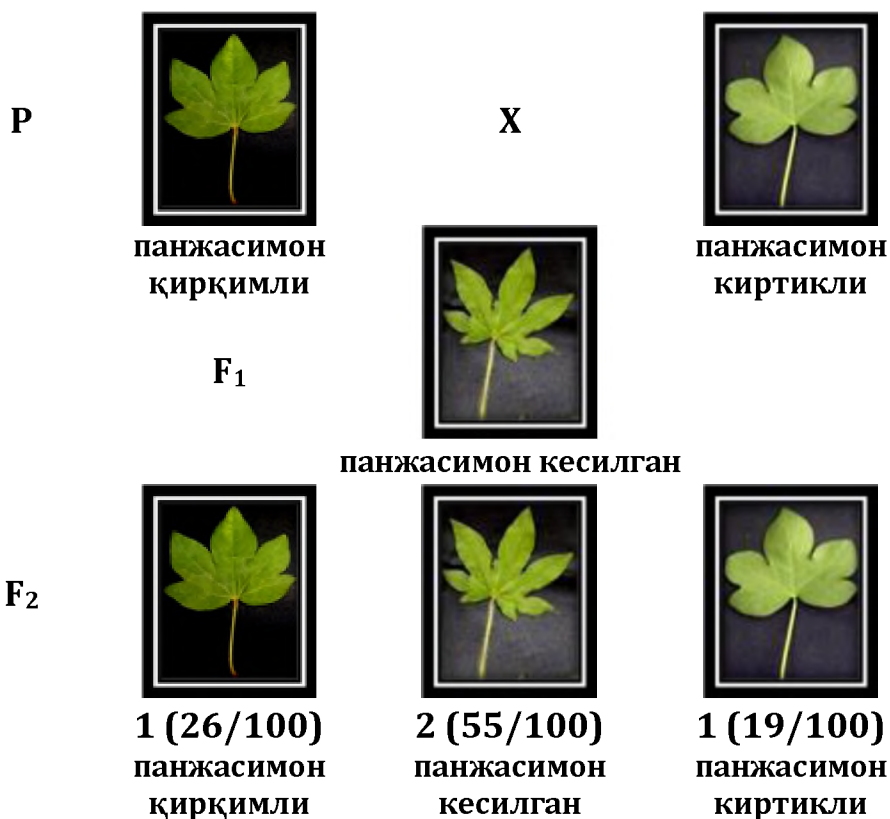 P X
панжасимон
қирқимли
панжасимон
киртикли
F₁
панжасимон кесилган
F₂
1 (26/100) 2 (55/100) 1 (19/100)
панжасимон панжасимон панжасимон
қирқимли кесилган киртикли